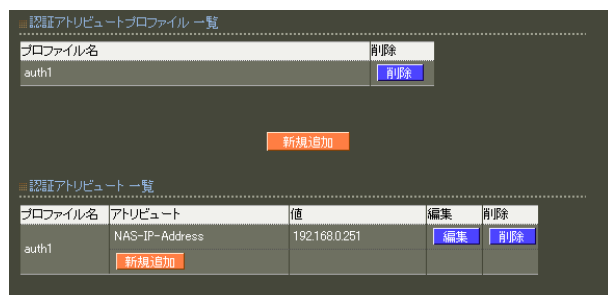 認証アトリビュートプロファイル 一覧
プロファイル名 削除
auth1 削除
新規追加
認証アトリビュート 一覧
プロファイル名 アトリビュート 値 編集 削除
auth1 NAS-IP-Address 192.168.0.251 編集 削除
新規追加